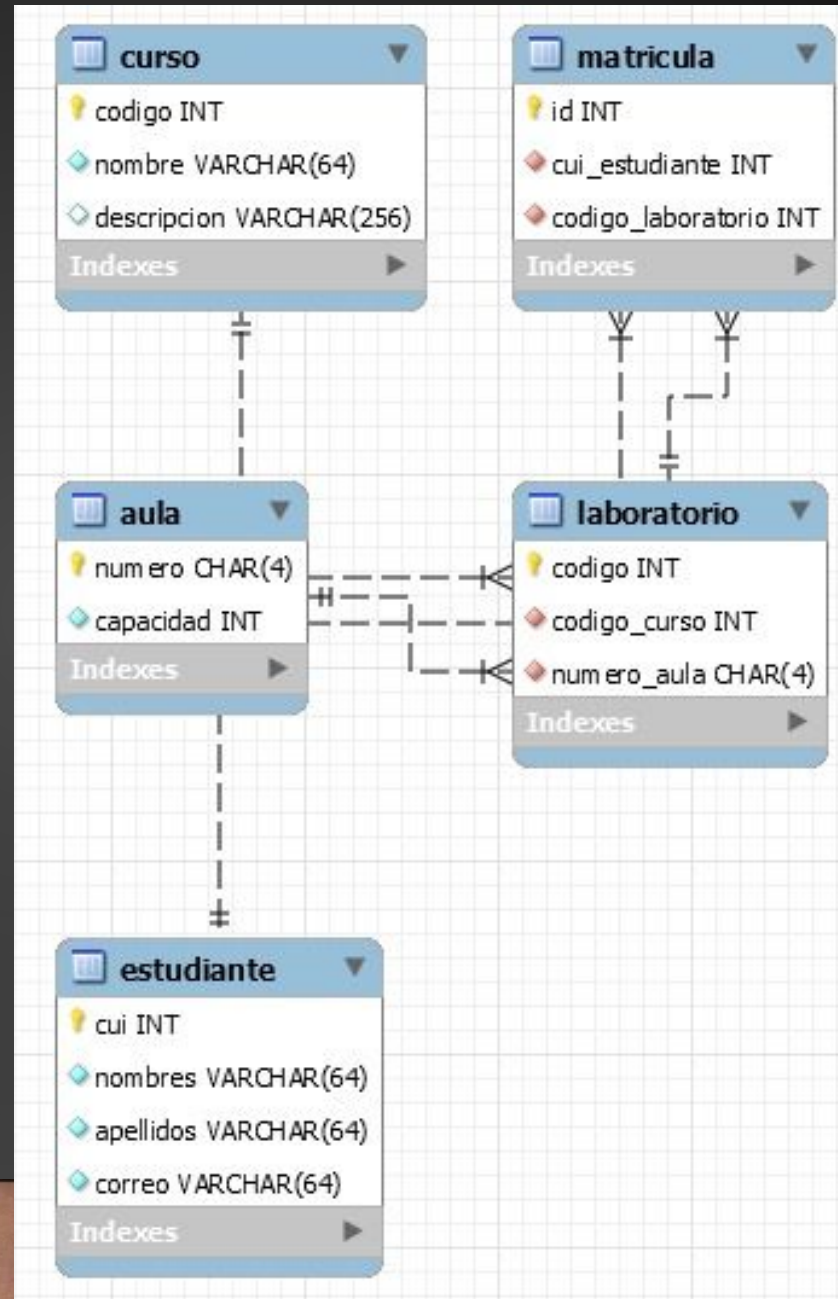 curso
codigo INT
nombre VARCHAR(64)
descripcion VARCHAR(256)
Indexes
matricula
id INT
cui_estudiante INT
codigo_laboratorio INT
Indexes
aula
numero CHAR(4)
capacidad INT
Indexes
laboratorio
codigo INT
codigo_curso INT
numero_aula CHAR(4)
Indexes
estudiante
cui INT
nombres VARCHAR(64)
apellidos VARCHAR(64)
correo VARCHAR(64)
Indexes